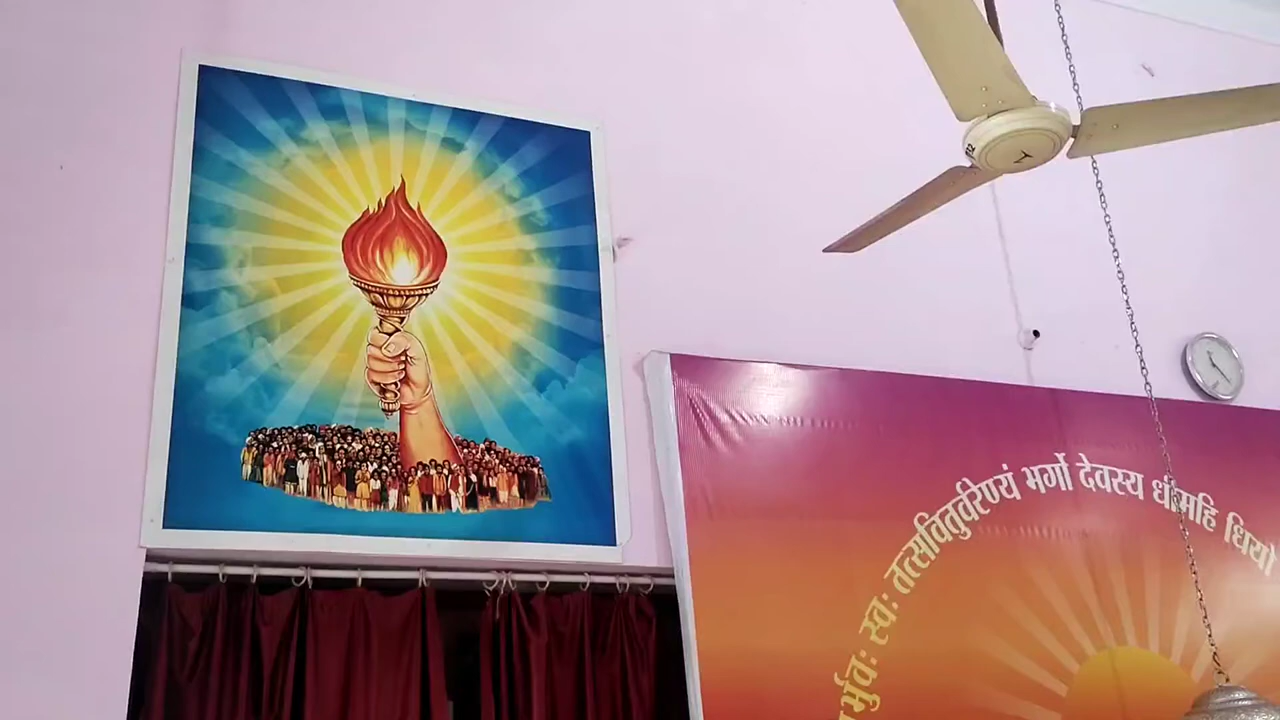 र्भुवः स्वः तत्सवितुर्वरेण्यं भर्गो देवस्य धीमहि धियो